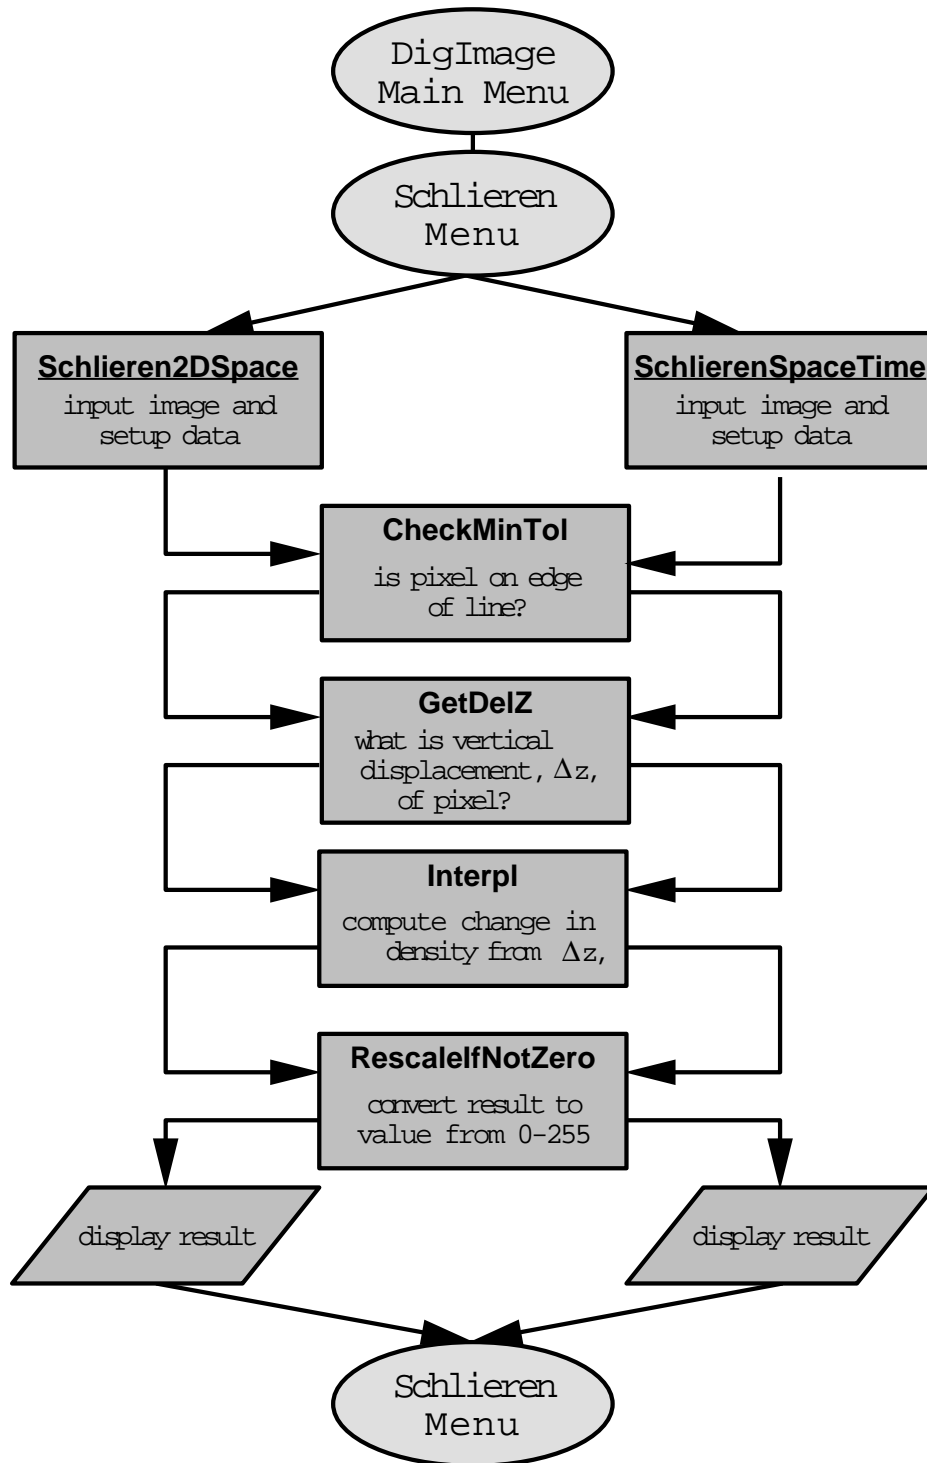 DigImage
Main Menu
Schlieren
Menu
Schlieren2DSpace
input image and
setup data
SchlierenSpaceTime
input image and
setup data
CheckMinTol
is pixel on edge
of line?
GetDelZ
what is vertical
displacement, Δz,
of pixel?
Interpl
compute change in
density from Δz,
RescaleIfNotZero
convert result to
value from 0-255
display result
display result
Schlieren
Menu